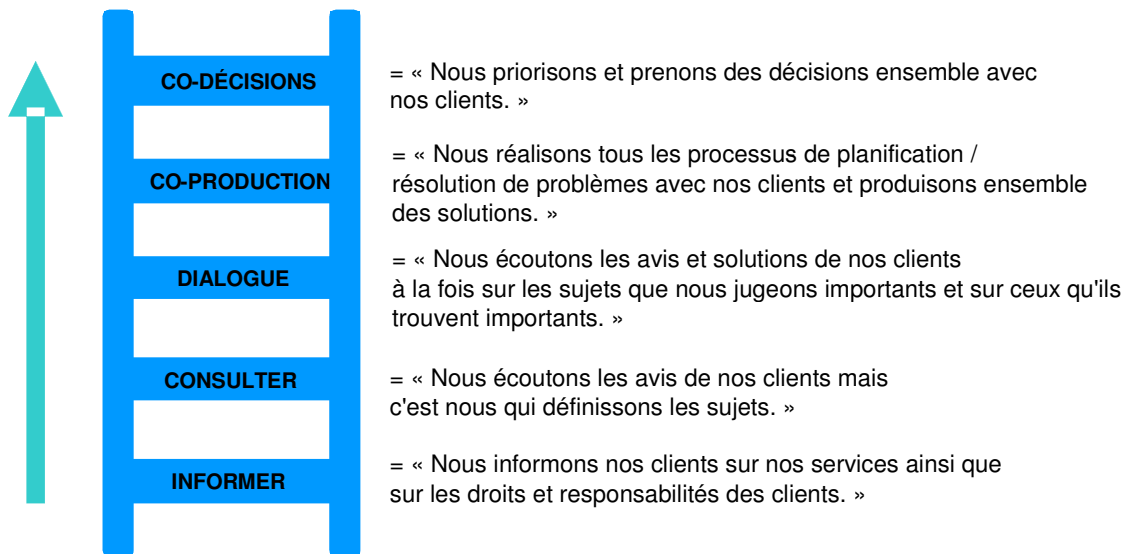 CO-DÉCISIONS
= « Nous priorisons et prenons des décisions ensemble avec
nos clients. »
CO-PRODUCTION
= « Nous réalisons tous les processus de planification /
résolution de problèmes avec nos clients et produisons ensemble
des solutions. »
DIALOGUE
= « Nous écoutons les avis et solutions de nos clients
à la fois sur les sujets que nous jugeons importants et sur ceux qu'ils
trouvent importants. »
CONSULTER
= « Nous écoutons les avis de nos clients mais
c'est nous qui définissons les sujets. »
INFORMER
= « Nous informons nos clients sur nos services ainsi que
sur les droits et responsabilités des clients. »